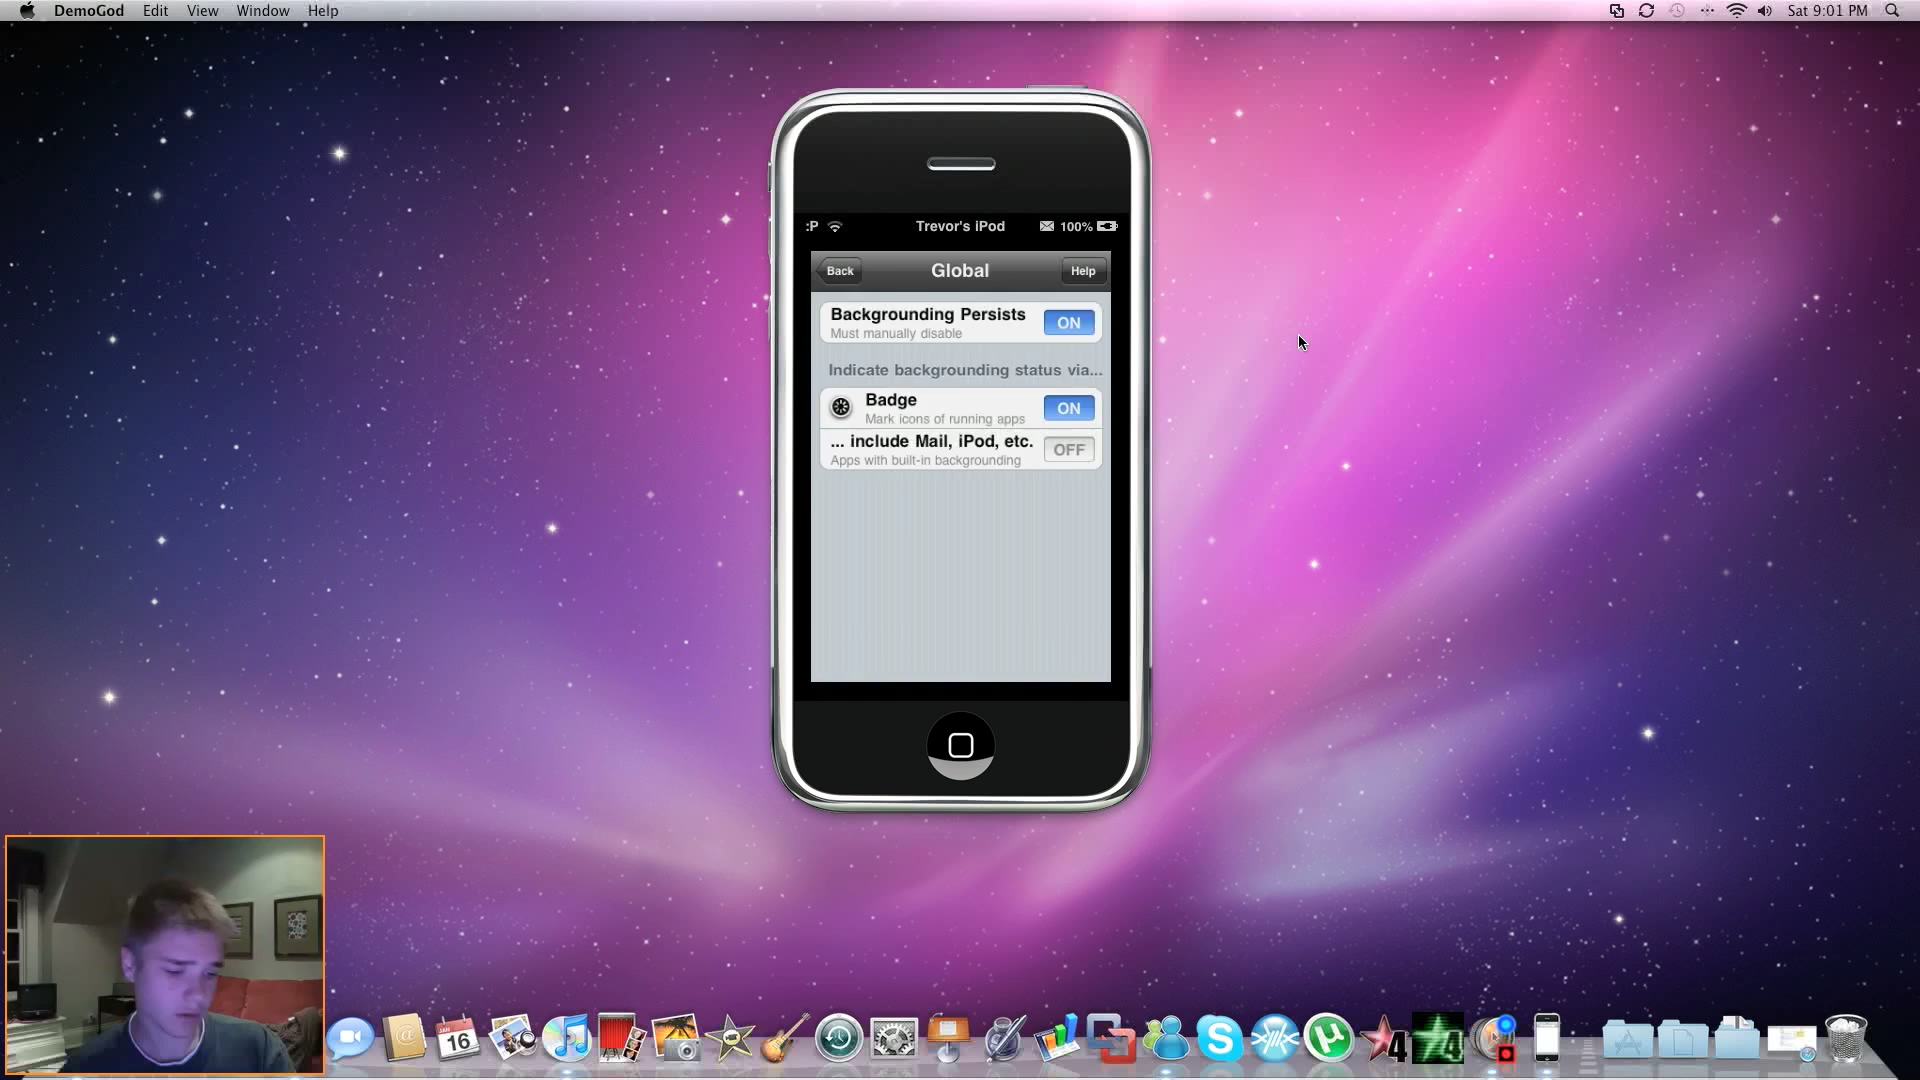 DemoGod Edit View Window Help Sat 9:01 PM
:P Trevor's iPod 100%
Back Global Help
Backgrounding Persists
Must manually disable
ON
Indicate backgrounding status via...
Badge
Mark icons of running apps
ON
... include Mail, iPod, etc.
Apps with built-in backgrounding
OFF
JAN
16
4
4